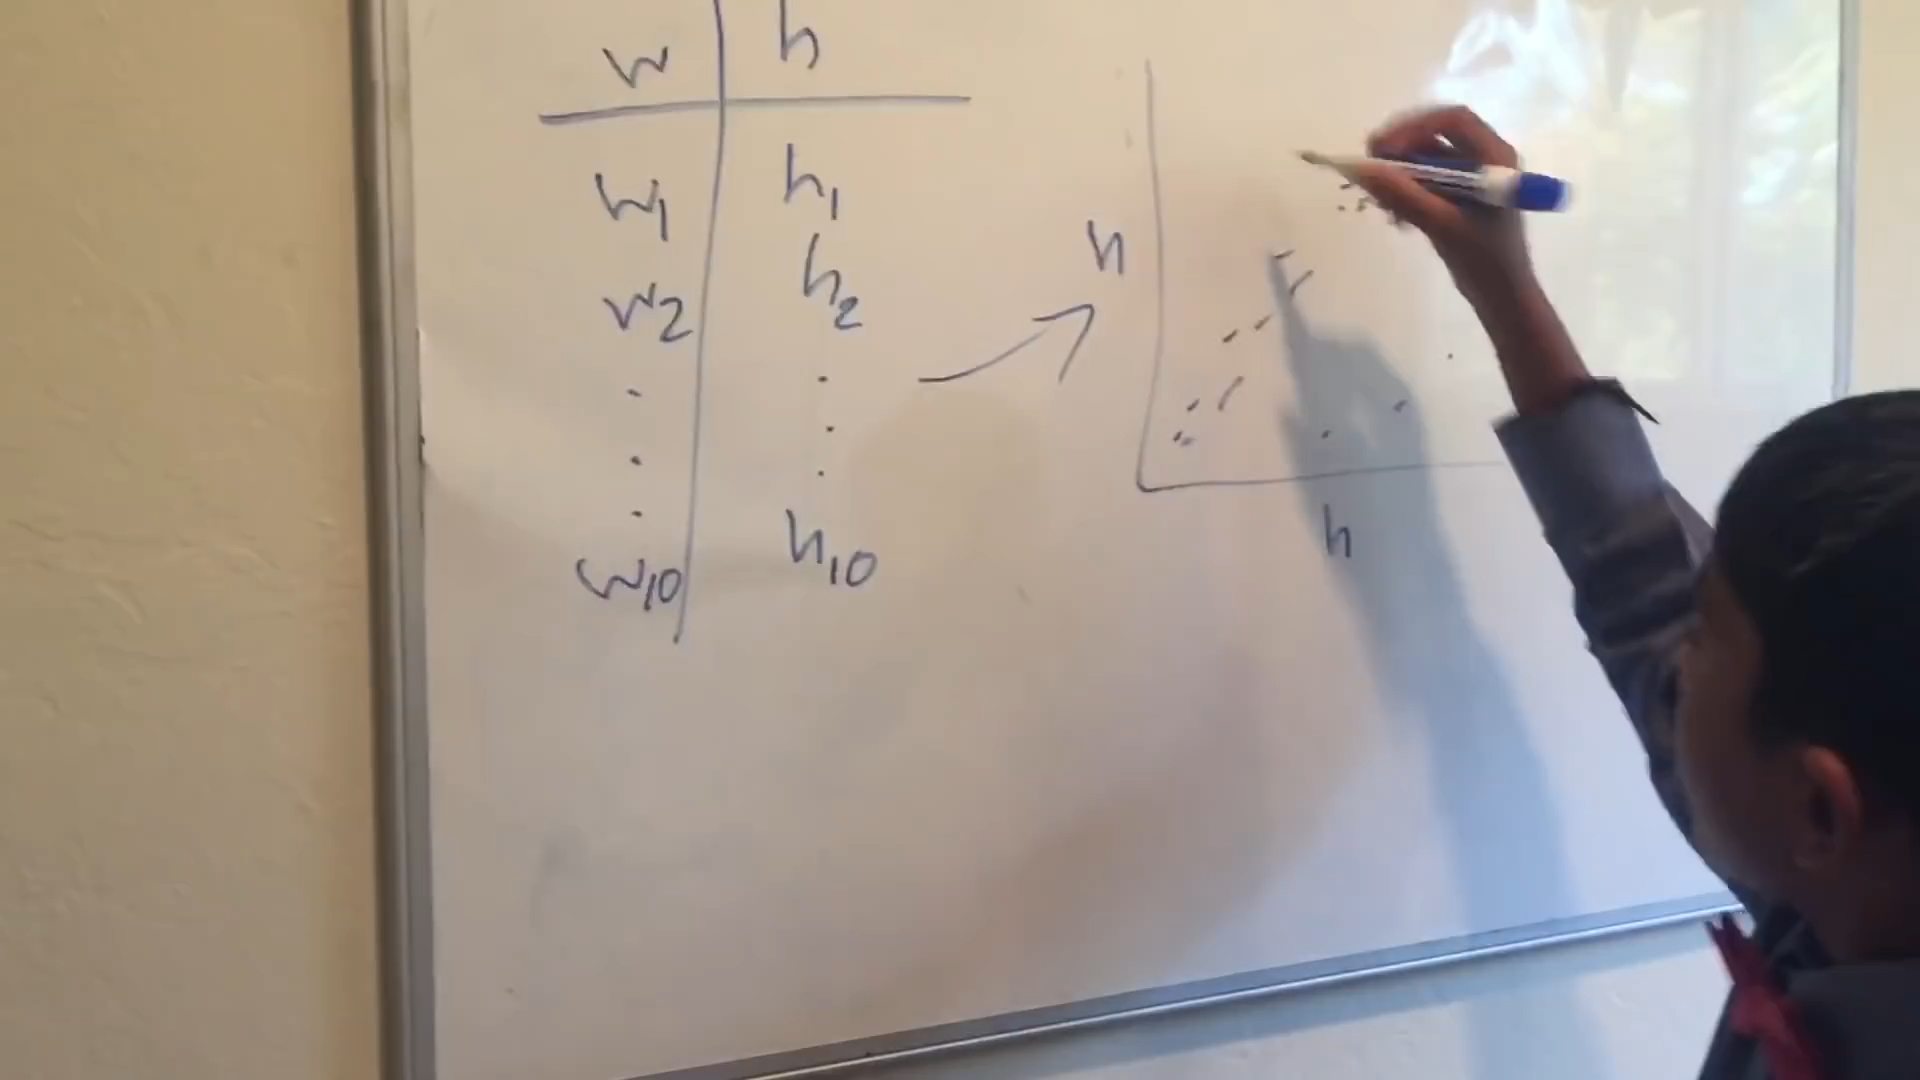 w h
w1 h1
w2 h2
. .
. .
. .
w10 h10
h
h